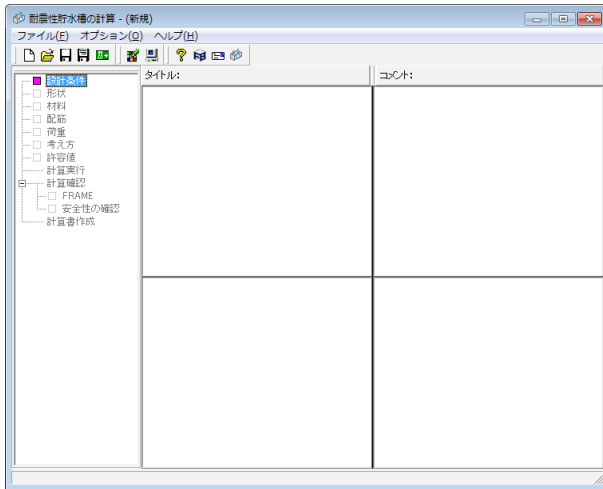 耐震性貯水槽の計算 - (新規)
ファイル(F) オプション(O) ヘルプ(H)
タイトル: コメント:
設計条件
形状
材料
配筋
荷重
考え方
許容値
計算実行
計算確認
FRAME
安全性の確認
計算書作成